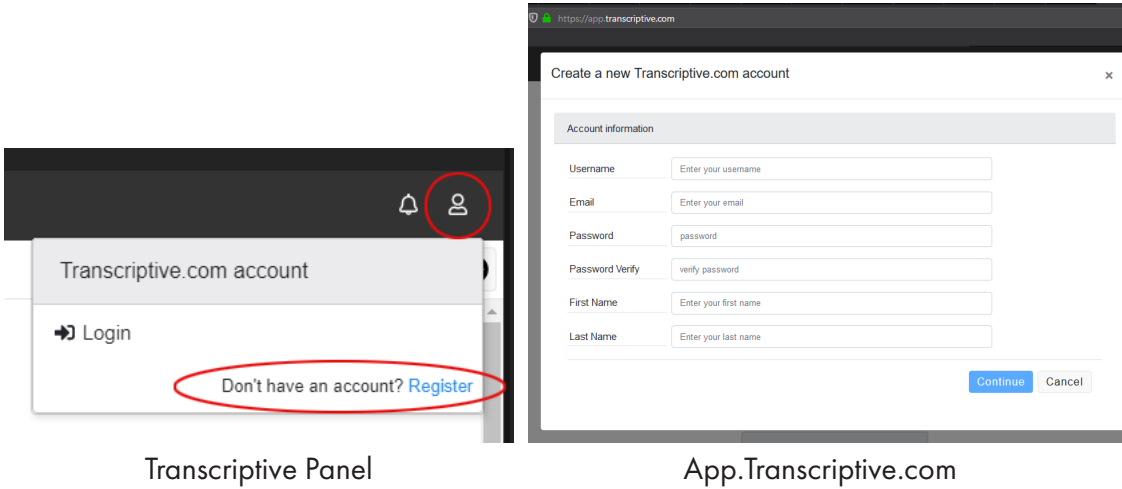 https://app.transcriptive.com
Create a new Transcriptive.com account
×
Account information
Username
Enter your username
Email
Enter your email
Password
password
Password Verify
verify password
First Name
Enter your first name
Last Name
Enter your last name
Continue
Cancel
Transcriptive.com account
Login
Don't have an account? Register
Transcriptive Panel
App.Transcriptive.com